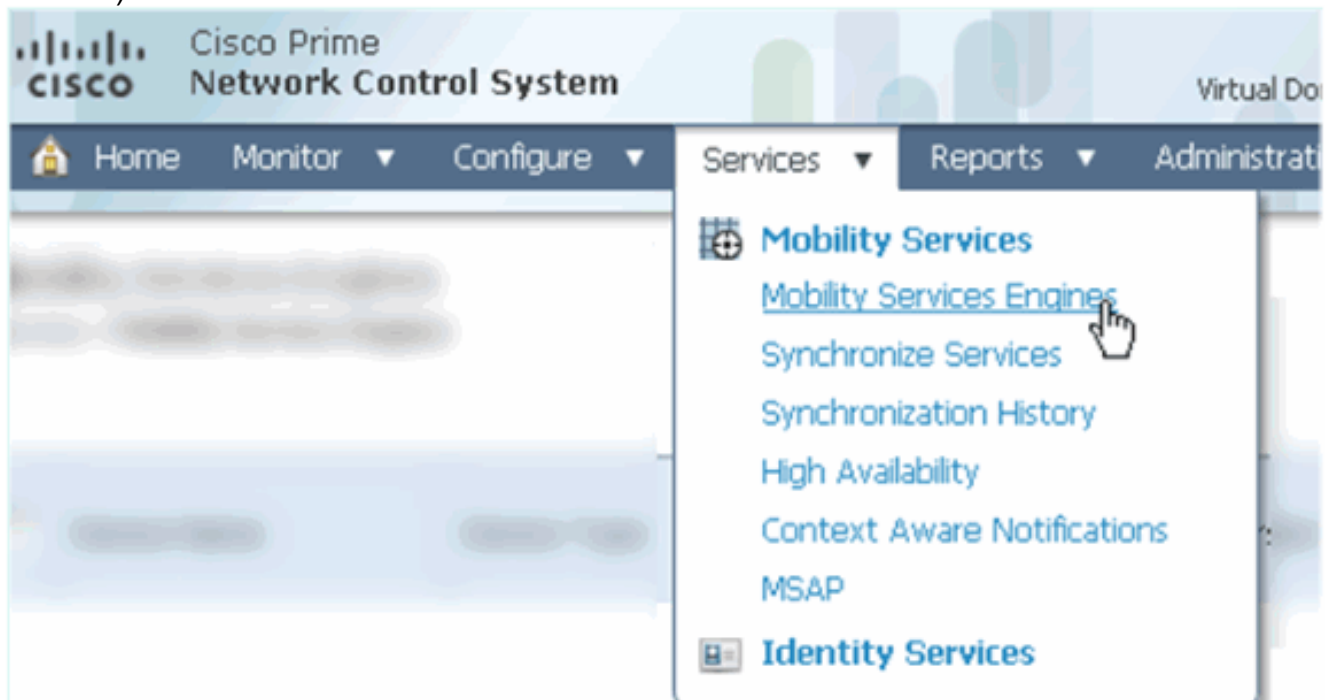 )
Cisco Prime
CISCO Network Control System
Virtual Do
Home Monitor Configure Services Reports Administrati
Mobility Services
Mobility Services Engines
Synchronize Services
Synchronization History
High Availability
Context Aware Notifications
MSAP
Identity Services